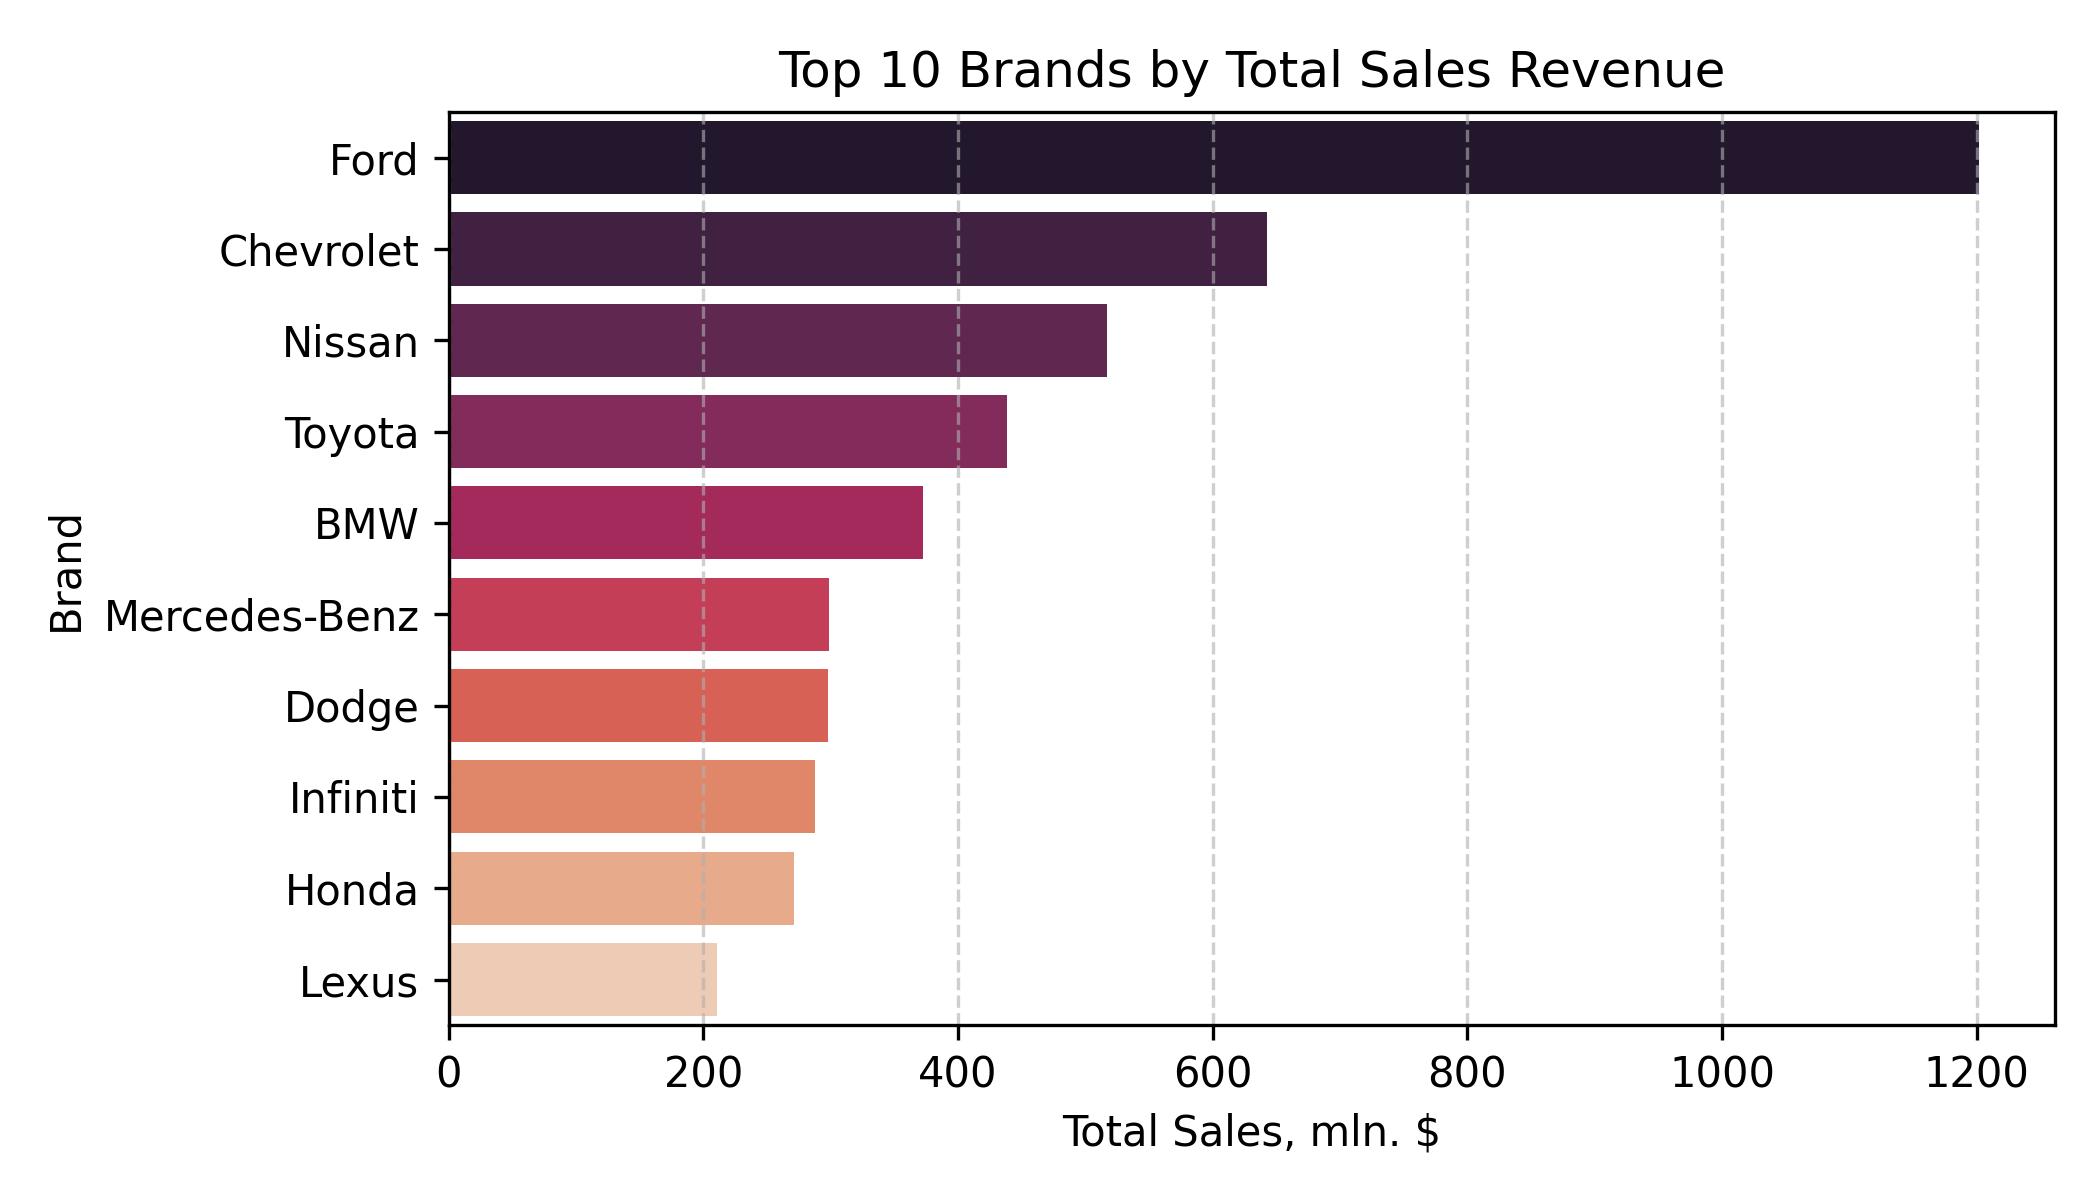 Top 10 Brands by Total Sales Revenue
Brand
Ford
Chevrolet
Nissan
Toyota
BMW
Mercedes-Benz
Dodge
Infiniti
Honda
Lexus
0 200 400 600 800 1000 1200
Total Sales, mln. $